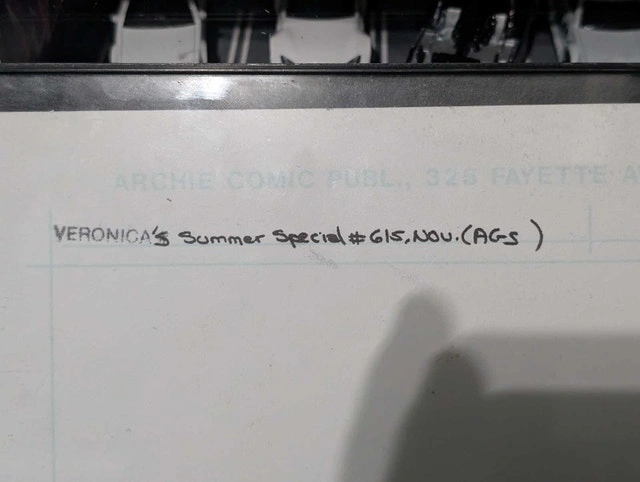 ARCHIE COMIC PUBL., 325 FAYETTE
VERONICA'S Summer Special #615, NOV. (AGS )